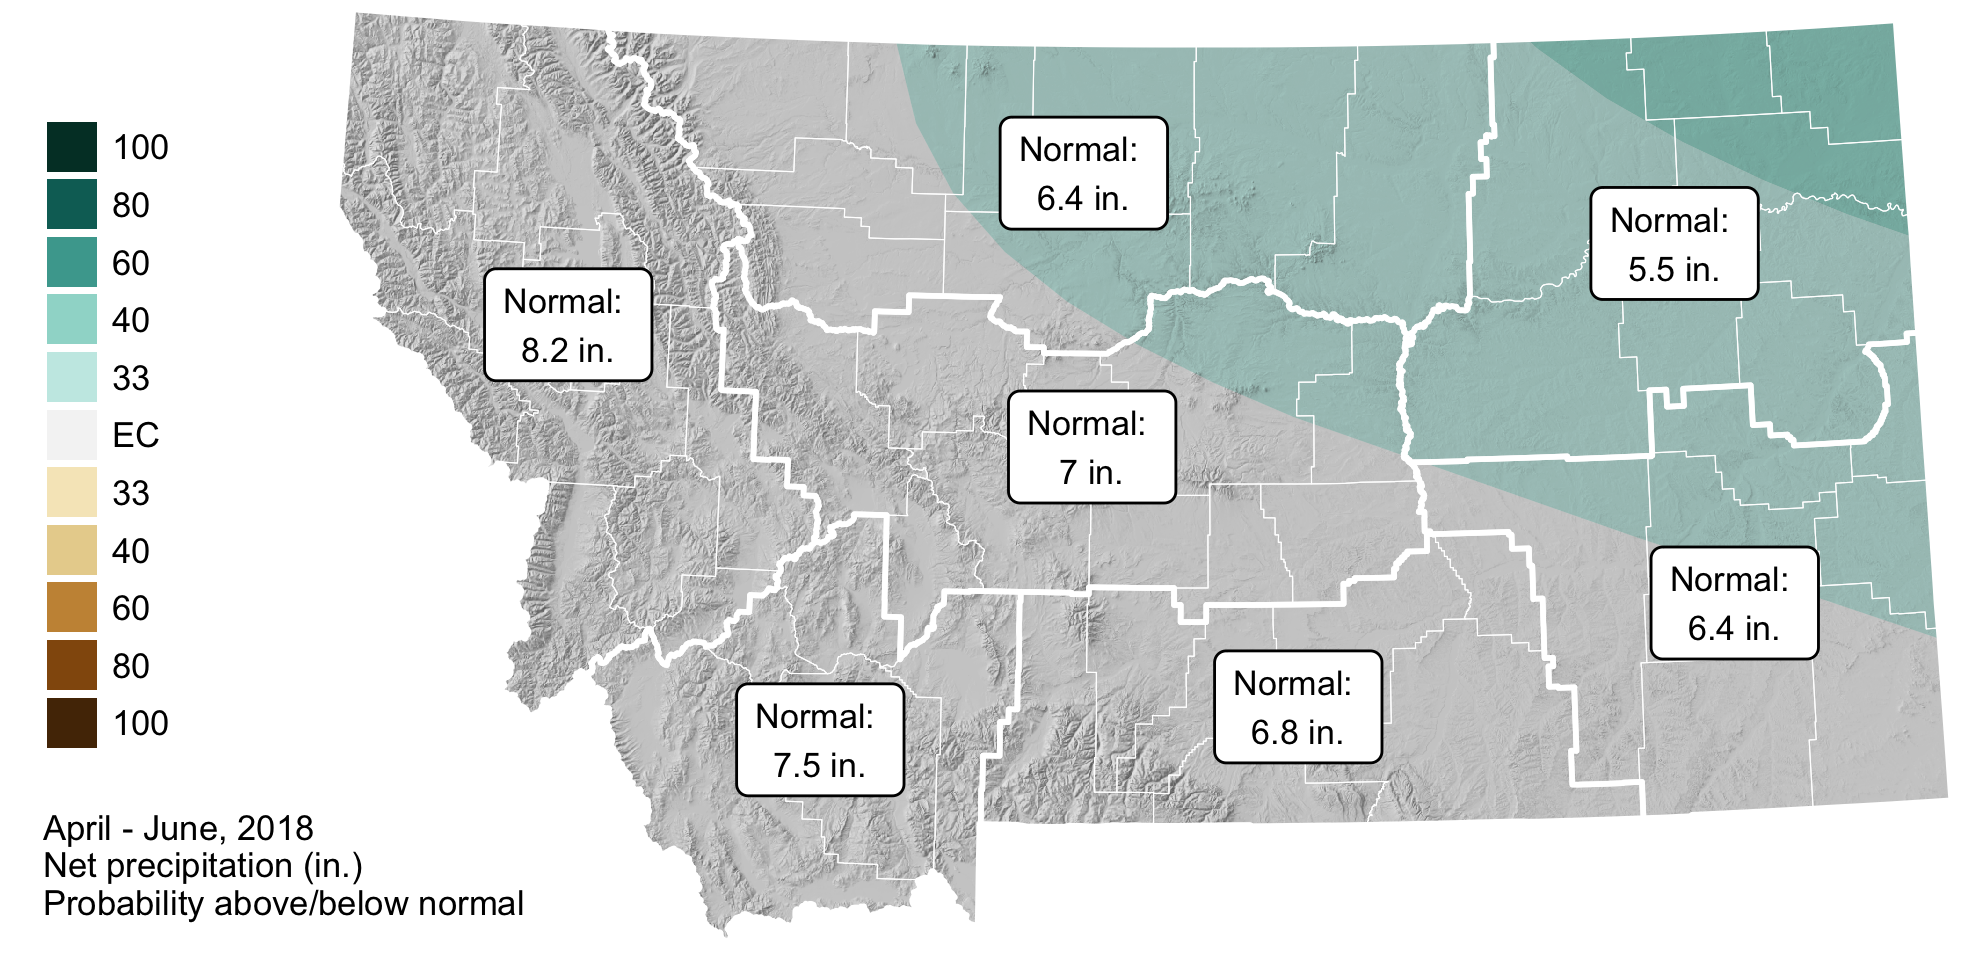 100
80
60
40
33
EC
33
40
60
80
100
April - June, 2018
Net precipitation (in.)
Probability above/below normal
Normal:
6.4 in.
Normal:
5.5 in.
Normal:
8.2 in.
Normal:
7 in.
Normal:
6.4 in.
Normal:
6.8 in.
Normal:
7.5 in.